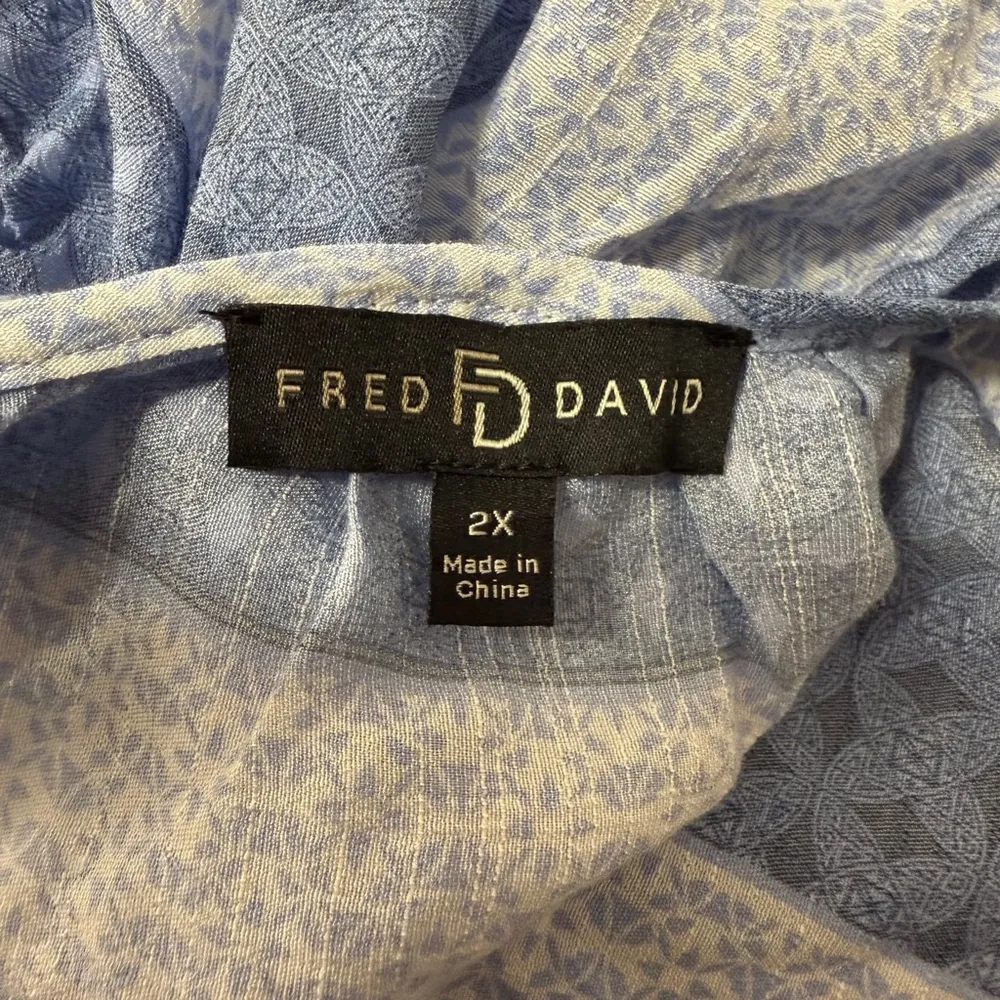 FRED FD DAVID
2X
Made in
China